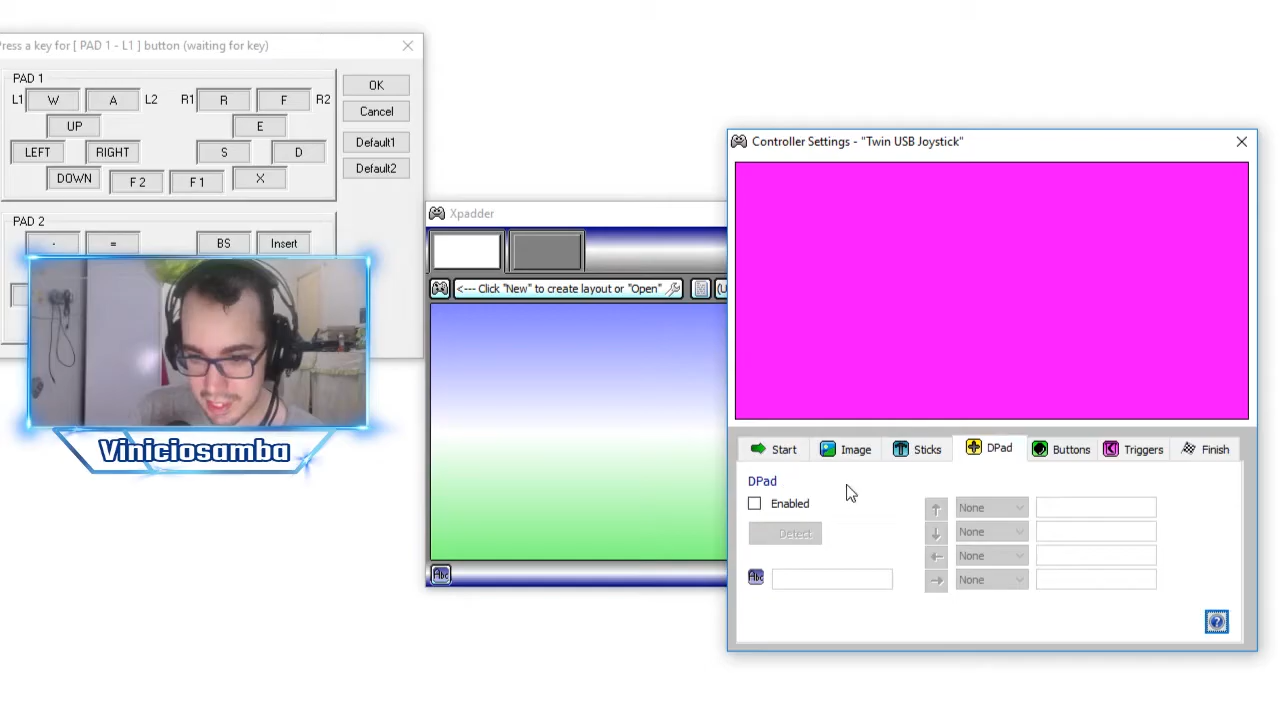 Press a key for [ PAD 1 - L1 ] button (waiting for key)
PAD 1
L1 W A L2 R1 R F R2
UP E
LEFT RIGHT S D
DOWN F 2 F 1 X
OK
Cancel
Default1
Default2
PAD 2
- = BS Insert
Viniciosamba
Xpadder
<--- Click "New" to create layout or "Open"
Abc
Controller Settings - "Twin USB Joystick"
Start Image Sticks DPad Buttons Triggers Finish
DPad
Enabled
Detect
Abc
None
None
None
None